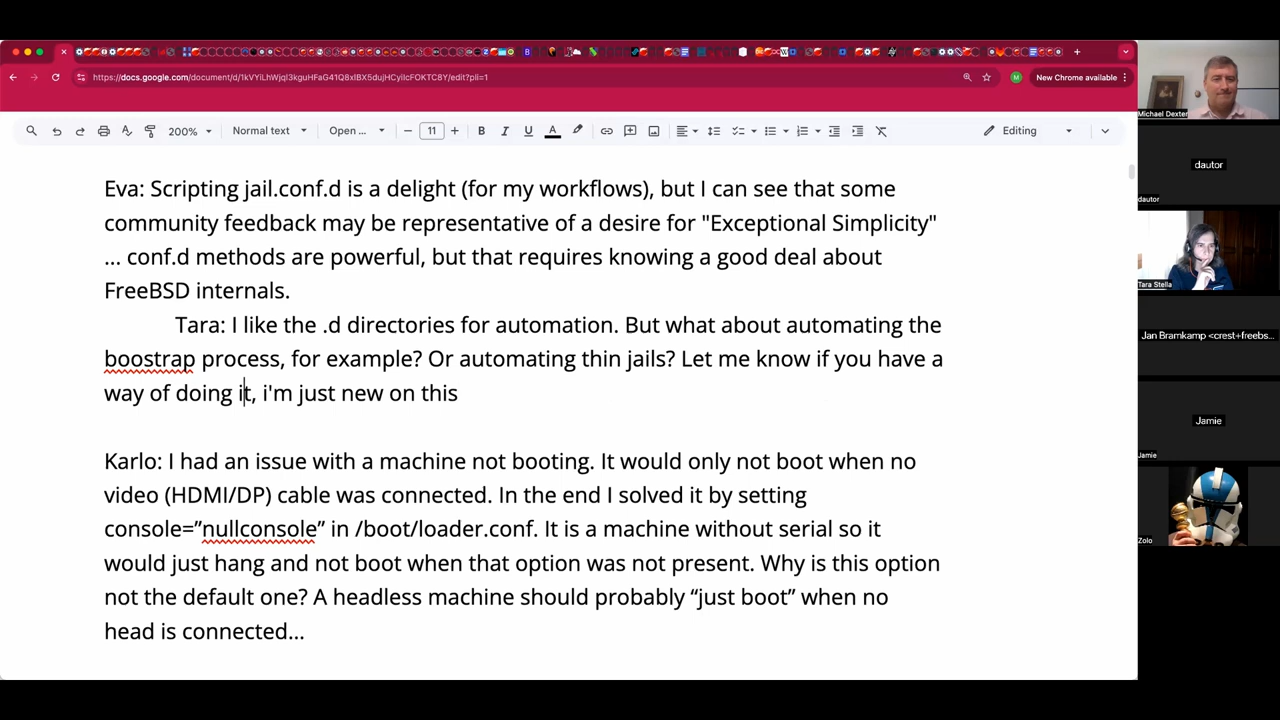 https://docs.google.com/document/d/1kVYiLhWjqI3kguHFaG41Q8xIBX5dujHCyilcFOKTC8Y/edit?pli=1
M
New Chrome available
200%
Normal text
Open ...
11
Editing
Eva: Scripting jail.conf.d is a delight (for my workflows), but I can see that some
community feedback may be representative of a desire for "Exceptional Simplicity"
... conf.d methods are powerful, but that requires knowing a good deal about
FreeBSD internals.
Tara: I like the .d directories for automation. But what about automating the
boostrap process, for example? Or automating thin jails? Let me know if you have a
way of doing it, i'm just new on this
Karlo: I had an issue with a machine not booting. It would only not boot when no
video (HDMI/DP) cable was connected. In the end I solved it by setting
console=”nullconsole” in /boot/loader.conf. It is a machine without serial so it
would just hang and not boot when that option was not present. Why is this option
not the default one? A headless machine should probably “just boot” when no
head is connected...
Michael Dexter
dautor
dautor
Tara Stella
Jan Bramkamp <crest+freebs...
Jamie
Jamie
Zolo